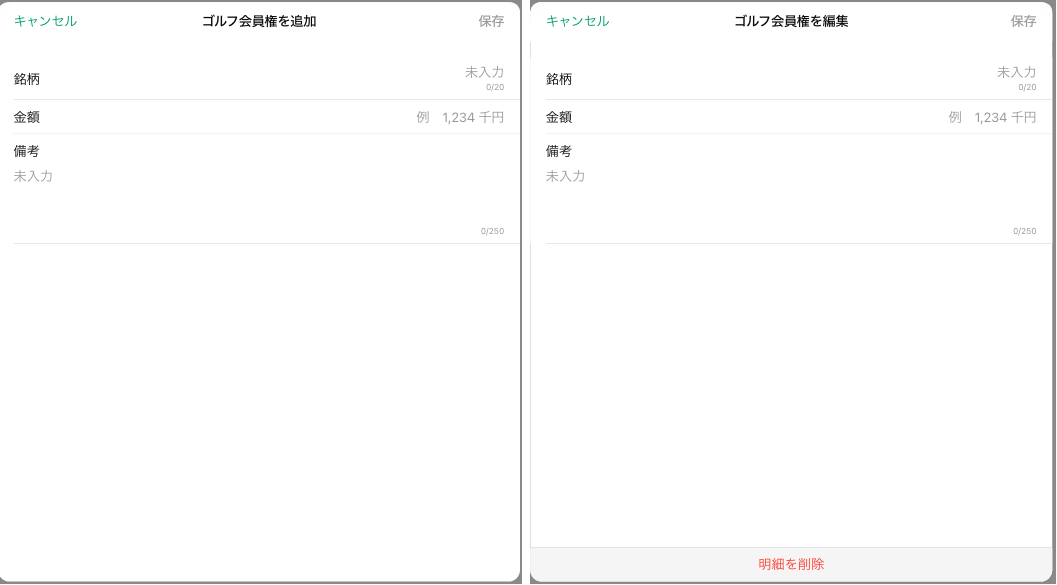 キャンセル ゴルフ会員権を追加 保存
銘柄 未入力
0/20
金額 例 1,234 千円
備考
未入力
0/250
キャンセル ゴルフ会員権を編集 保存
銘柄 未入力
0/20
金額 例 1,234 千円
備考
未入力
0/250
明細を削除